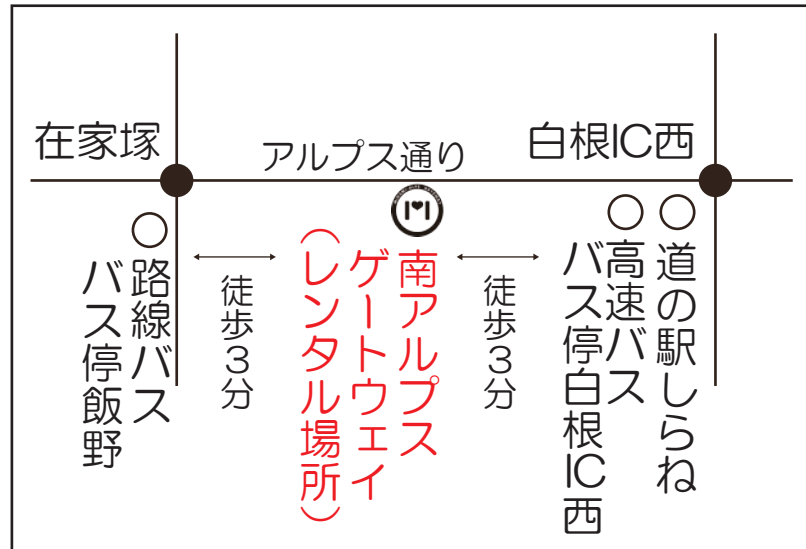 在家塚
アルプス通り
白根IC西
道の駅しらね
高速バス
バス停白根IC西
徒歩3分
南アルプス
ゲートウェイ
(レンタル場所)
徒歩3分
路線バス
バス停飯野